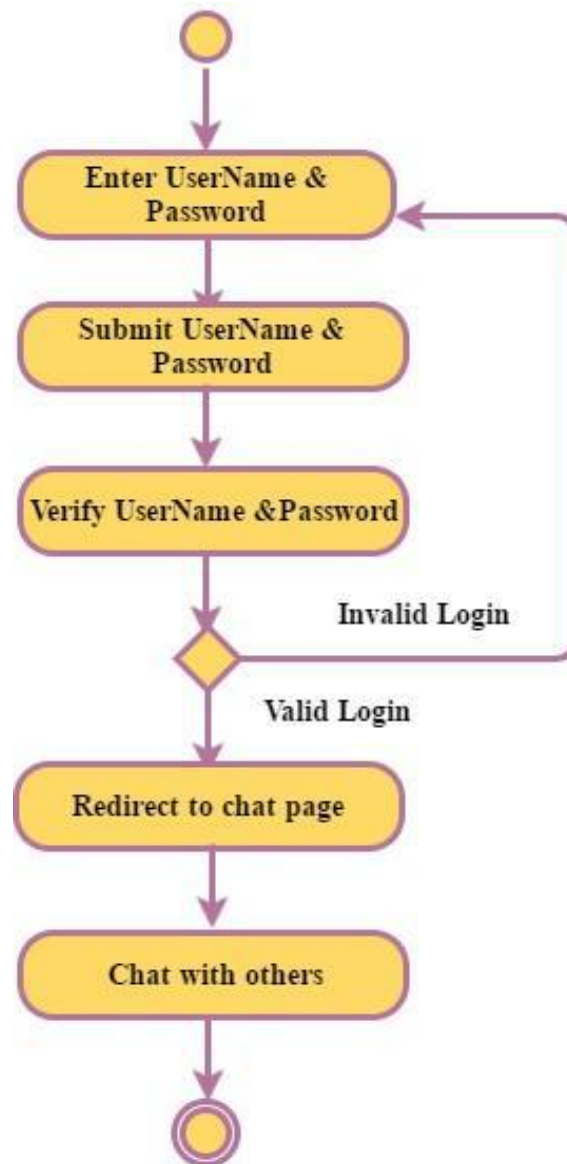 Enter UserName &
Password
Submit UserName &
Password
Verify UserName &Password
Invalid Login
Valid Login
Redirect to chat page
Chat with others